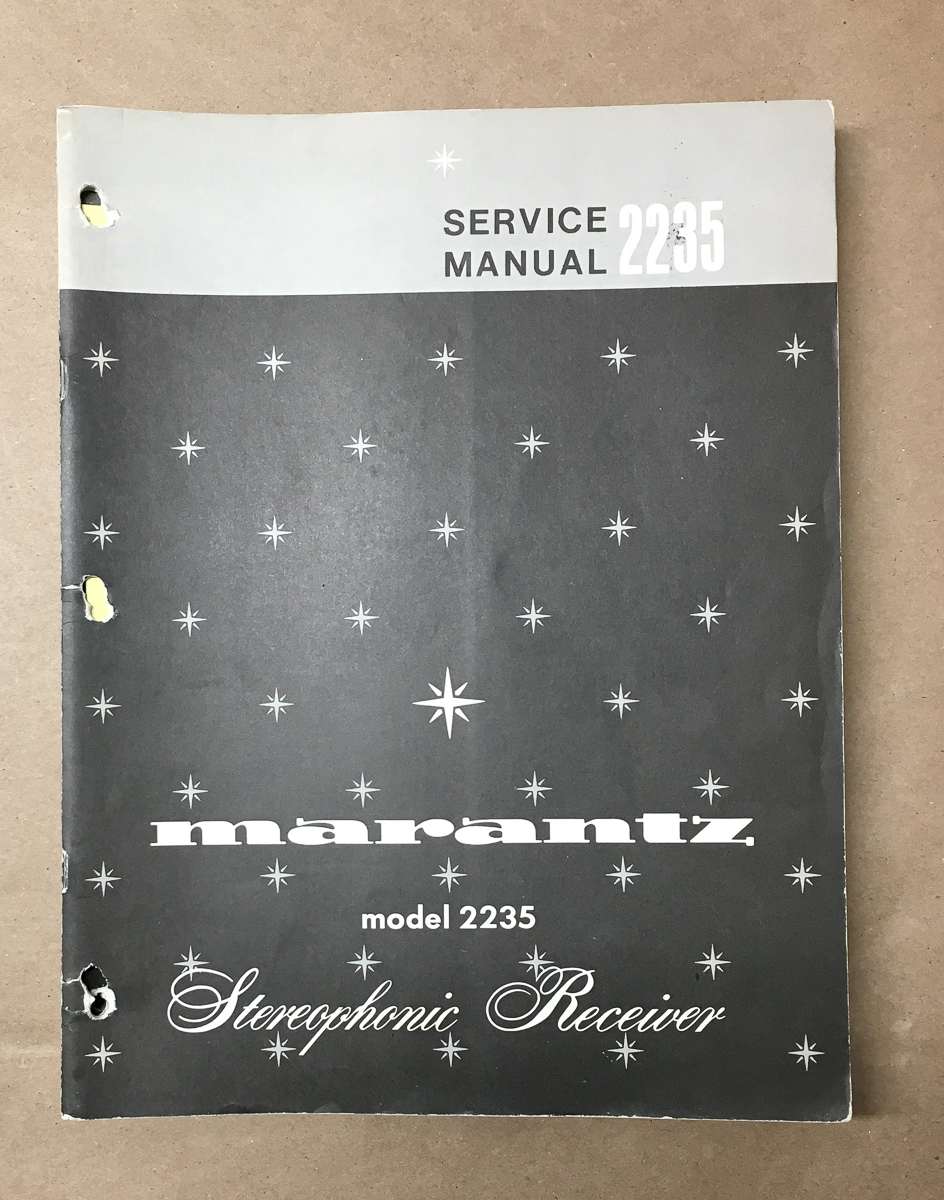 SERVICE
MANUAL 2235
marantz
model 2235
Stereophonic Receiver